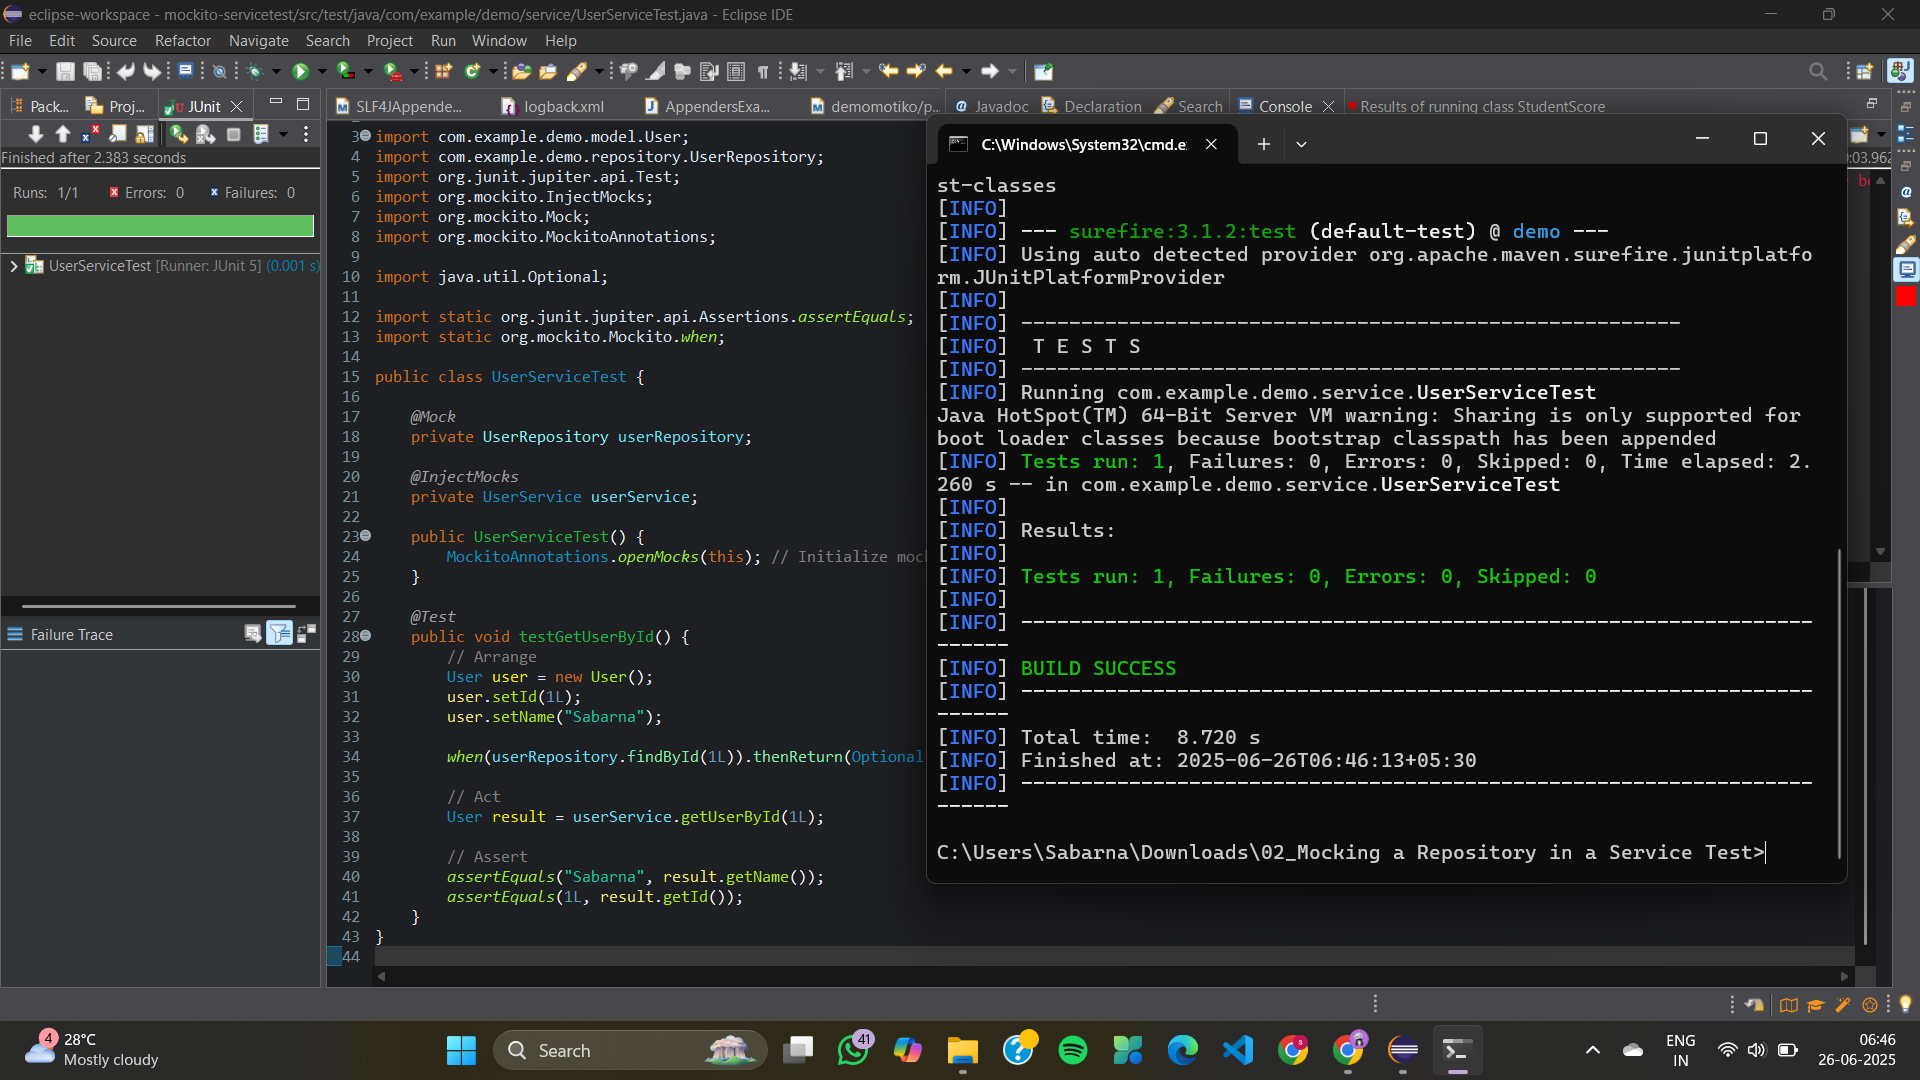 eclipse-workspace - mockito-servicetest/src/test/java/com/example/demo/service/UserServiceTest.java - Eclipse IDE
File Edit Source Refactor Navigate Search Project Run Window Help
Pack... Proj... JUnit
SLF4JAppende... logback.xml AppendersExa... demomotiko/p...
Javadoc Declaration Search Console Results of running class StudentScore
Finished after 2.383 seconds
Runs: 1/1 Errors: 0 Failures: 0
UserServiceTest [Runner: JUnit 5] (0.001 s)
Failure Trace
3 import com.example.demo.model.User;
4 import com.example.demo.repository.UserRepository;
5 import org.junit.jupiter.api.Test;
6 import org.mockito.InjectMocks;
7 import org.mockito.Mock;
8 import org.mockito.MockitoAnnotations;
9
10 import java.util.Optional;
11
12 import static org.junit.jupiter.api.Assertions.assertEquals;
13 import static org.mockito.Mockito.when;
14
15 public class UserServiceTest {
16
17 @Mock
18 private UserRepository userRepository;
19
20 @InjectMocks
21 private UserService userService;
22
23 public UserServiceTest() {
24 MockitoAnnotations.openMocks(this); // Initialize moc
25 }
26
27 @Test
28 public void testGetUserById() {
29 // Arrange
30 User user = new User();
31 user.setId(1L);
32 user.setName("Sabarna");
33
34 when(userRepository.findById(1L)).thenReturn(Optional
35
36 // Act
37 User result = userService.getUserById(1L);
38
39 // Assert
40 assertEquals("Sabarna", result.getName());
41 assertEquals(1L, result.getId());
42 }
43 }
44
C:\Windows\System32\cmd.e
:03.962
be
st-classes
[INFO]
[INFO] --- surefire:3.1.2:test (default-test) @ demo ---
[INFO] Using auto detected provider org.apache.maven.surefire.junitplatfo
rm.JUnitPlatformProvider
[INFO]
[INFO] -------------------------------------------------------
[INFO]  T E S T S
[INFO] -------------------------------------------------------
[INFO] Running com.example.demo.service.UserServiceTest
Java HotSpot(TM) 64-Bit Server VM warning: Sharing is only supported for
boot loader classes because bootstrap classpath has been appended
[INFO] Tests run: 1, Failures: 0, Errors: 0, Skipped: 0, Time elapsed: 2.
260 s -- in com.example.demo.service.UserServiceTest
[INFO]
[INFO] Results:
[INFO]
[INFO] Tests run: 1, Failures: 0, Errors: 0, Skipped: 0
[INFO]
[INFO] ------------------------------------------------------------------
------
[INFO] BUILD SUCCESS
[INFO] ------------------------------------------------------------------
------
[INFO] Total time:  8.720 s
[INFO] Finished at: 2025-06-26T06:46:13+05:30
[INFO] ------------------------------------------------------------------
------
C:\Users\Sabarna\Downloads\02_Mocking a Repository in a Service Test>
4
28°C
Mostly cloudy
Search
41
ENG
IN
06:46
26-06-2025